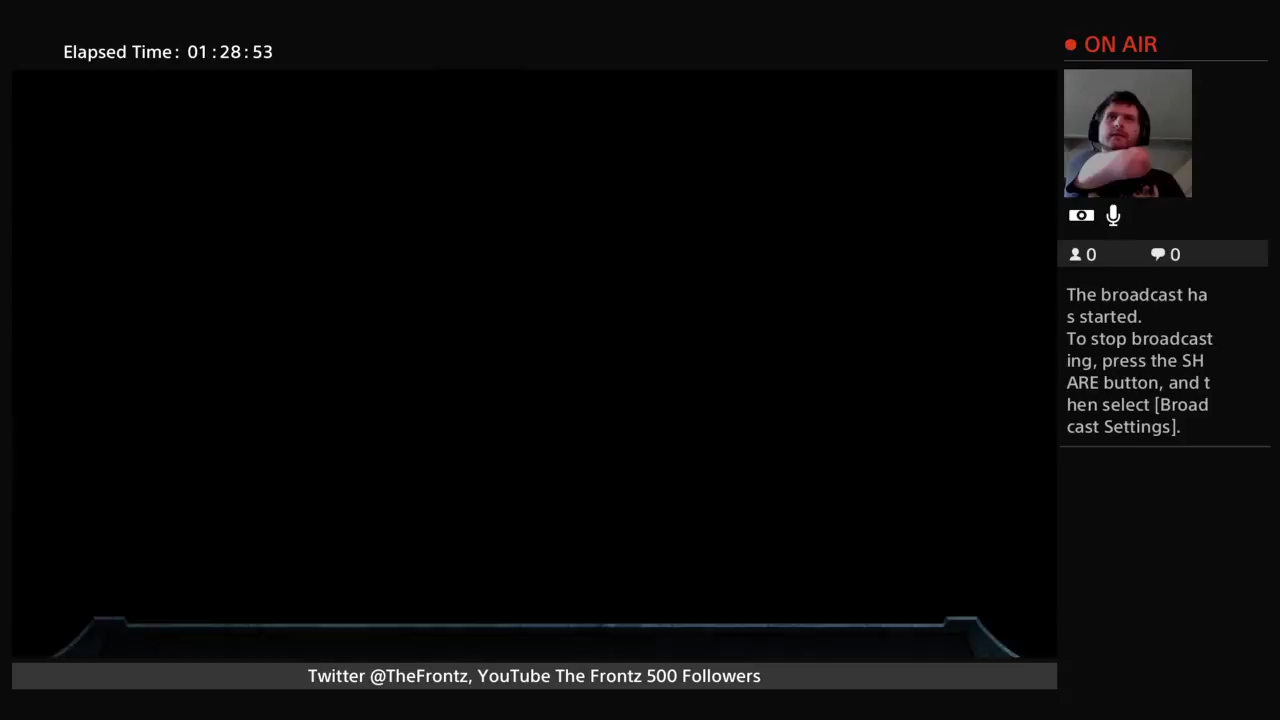 Elapsed Time: 01:28:53
ON AIR
0 0
The broadcast ha
s started.
To stop broadcast
ing, press the SH
ARE button, and t
hen select [Broad
cast Settings].
Twitter @TheFrontz, YouTube The Frontz 500 Followers